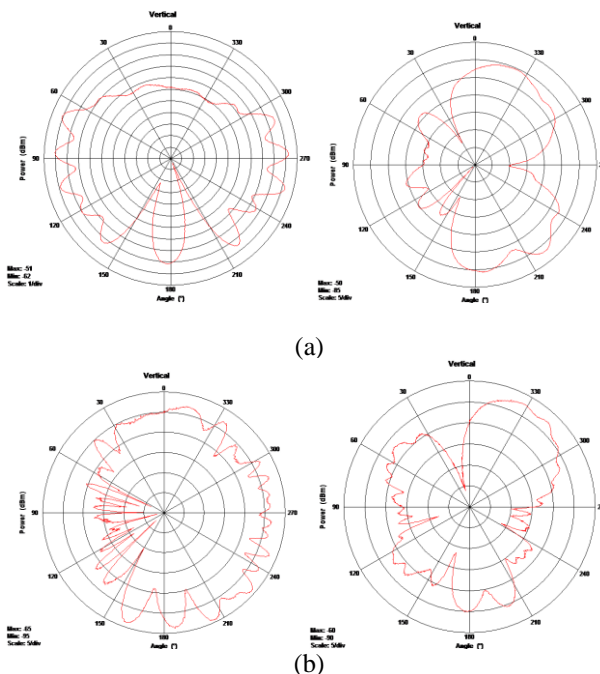 Vertical
0
30
330
60
300
90
270
120
240
150
210
180
Power (dBm)
Angle (°)
Max: -51
Min: -62
Scale: 1/div
Vertical
0
30
330
60
300
90
2
120
240
150
210
180
Power (dBm)
Angle (°)
Max: -50
Min: -85
Scale: 5/div
(a)
Vertical
0
30
330
60
300
90
270
120
240
150
210
180
Power (dBm)
Angle (°)
Max: -65
Min: -95
Scale: 5/div
Vertical
0
30
330
60
300
90
2
120
240
150
210
180
Power (dBm)
Angle (°)
Max: -60
Min: -90
Scale: 5/div
(b)